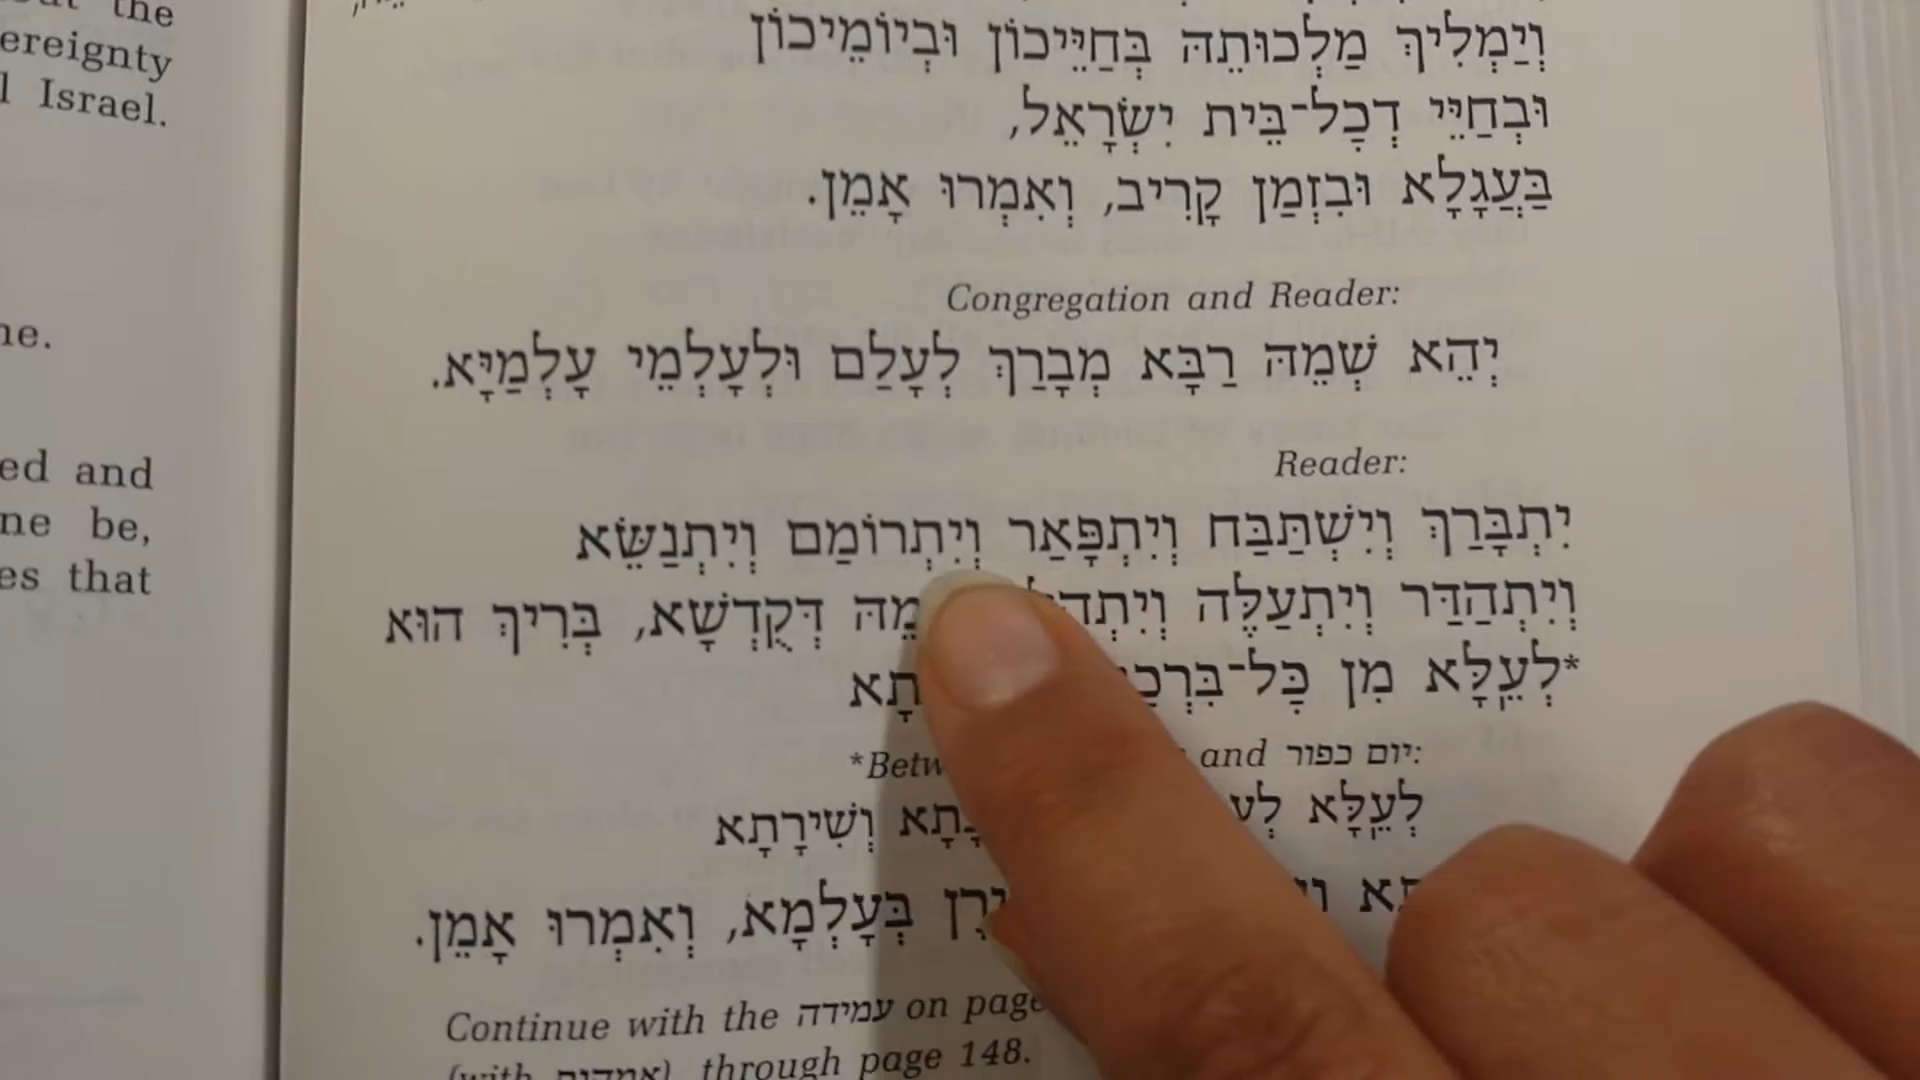 the
ereignty
l Israel.
ne.
ed and
ne be,
es that
וְיַמְלִיךְ מַלְכוּתֵהּ בְּחַיֵּיכוֹן וּבְיוֹמֵיכוֹן
וּבְחַיֵּי דְכָל־בֵּית יִשְׂרָאֵל,
בַּעֲגָלָא וּבִזְמַן קָרִיב, וְאִמְרוּ אָמֵן.
Congregation and Reader:
יְהֵא שְׁמֵהּ רַבָּא מְבָרַךְ לְעָלַם וּלְעָלְמֵי עָלְמַיָּא.
Reader:
יִתְבָּרַךְ וְיִשְׁתַּבַּח וְיִתְפָּאַר וְיִתְרוֹמַם וְיִתְנַשֵּׂא
וְיִתְהַדַּר וְיִתְעַלֶּה דְּקֻדְשָׁא, בְּרִיךְ הוּא
*לְעֵֽלָּא מִן כָּל־
and יום כפור:
לְעֵֽלָּא וְשִׁירָתָא
בְּעָלְמָא, וְאִמְרוּ אָמֵן.
Continue with the עמידה on page
through page 148.